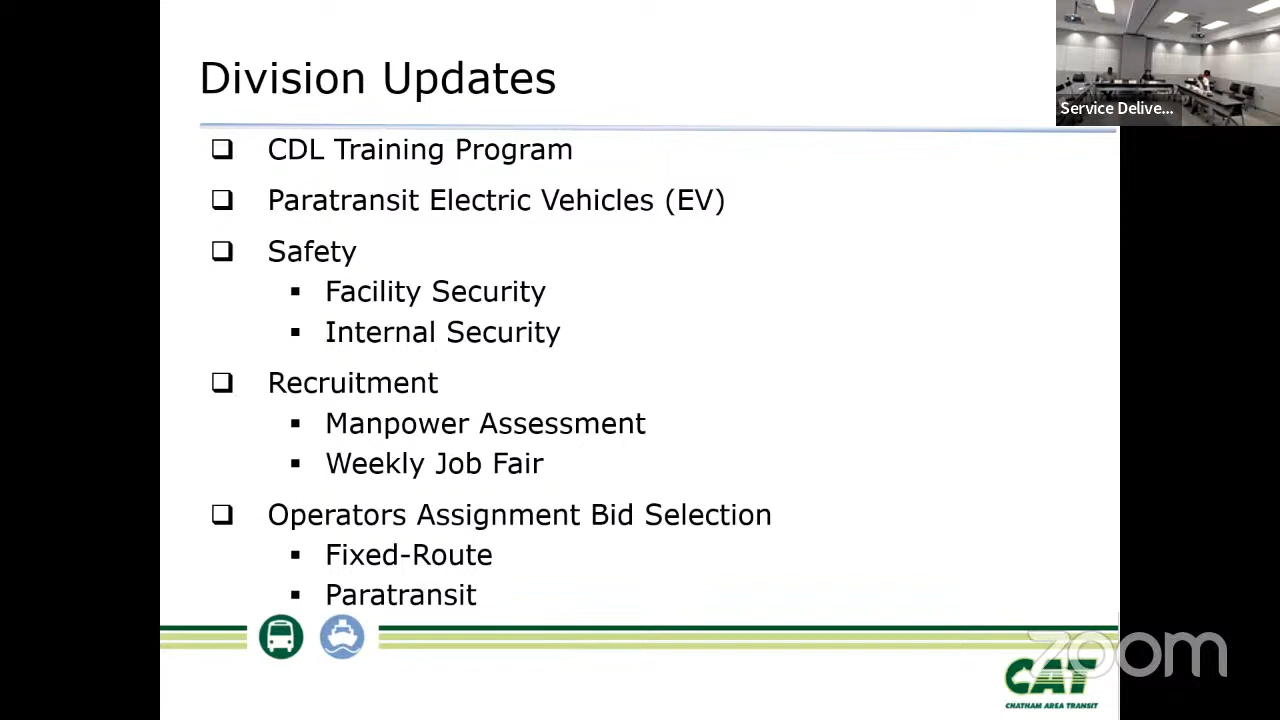 Division Updates
Service Delive...
CDL Training Program
Paratransit Electric Vehicles (EV)
Safety
Facility Security
Internal Security
Recruitment
Manpower Assessment
Weekly Job Fair
Operators Assignment Bid Selection
Fixed-Route
Paratransit
zoom
CAT
CHATHAM AREA TRANSIT